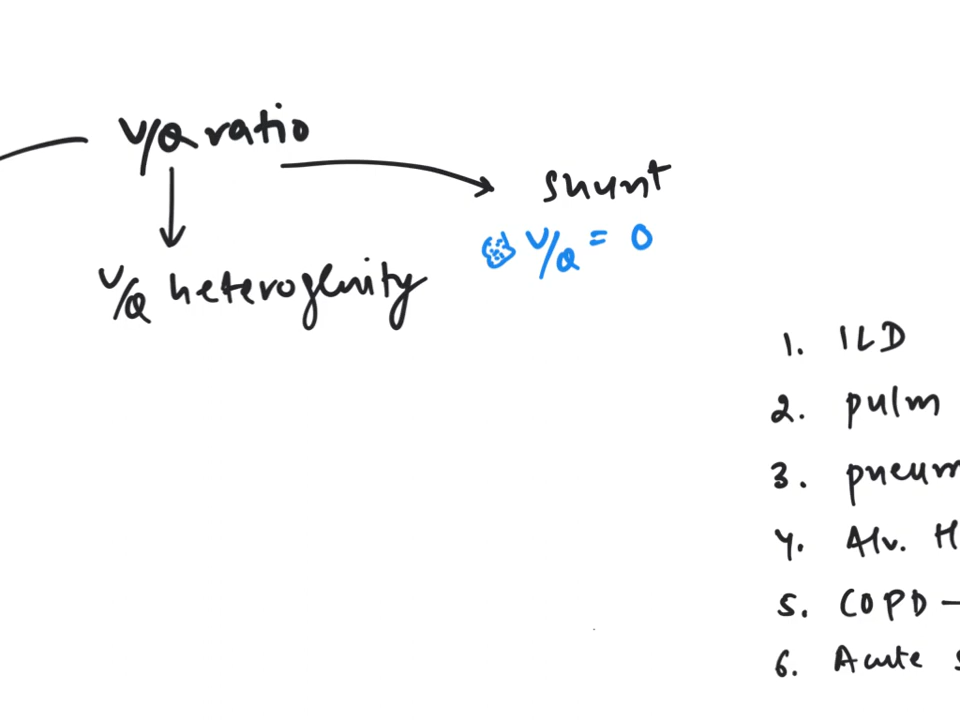 V/Q ratio
shunt
V/Q = 0
V/Q heterogenity
1. ILD
2. pulm
3. pneum
4. Alv. H
5. COPD -
6. Acute s